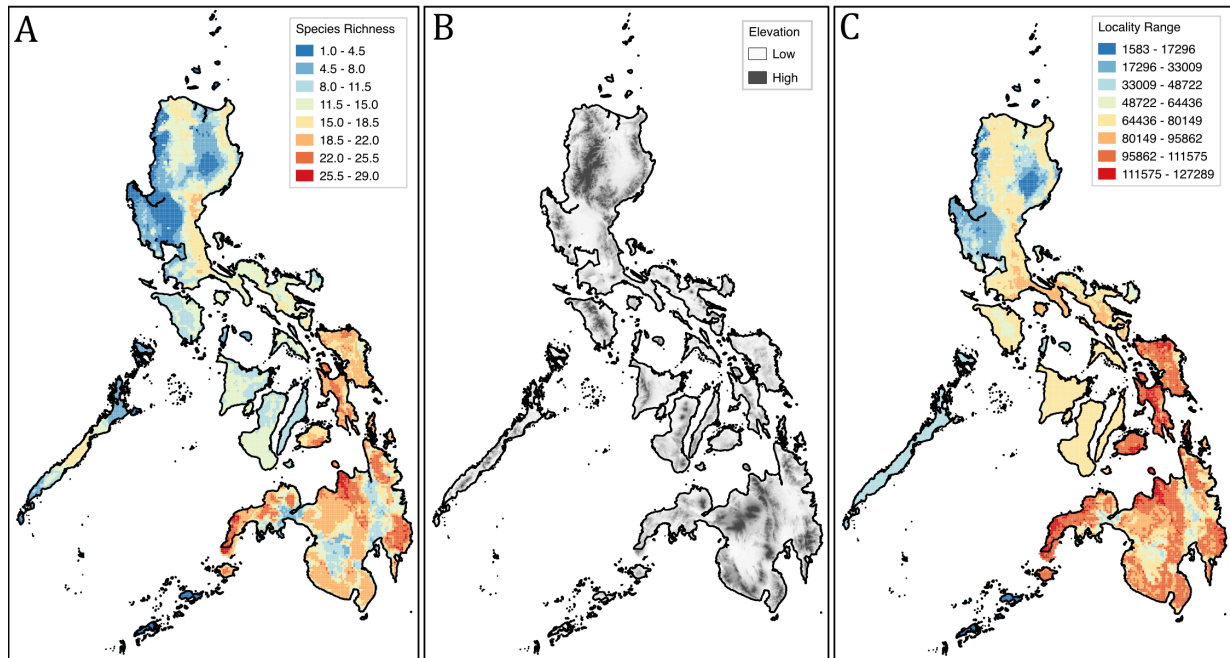 A
Species Richness
1.0 - 4.5
4.5 - 8.0
8.0 - 11.5
11.5 - 15.0
15.0 - 18.5
18.5 - 22.0
22.0 - 25.5
25.5 - 29.0
B
Elevation
Low
High
C
Locality Range
1583 - 17296
17296 - 33009
33009 - 48722
48722 - 64436
64436 - 80149
80149 - 95862
95862 - 111575
111575 - 127289